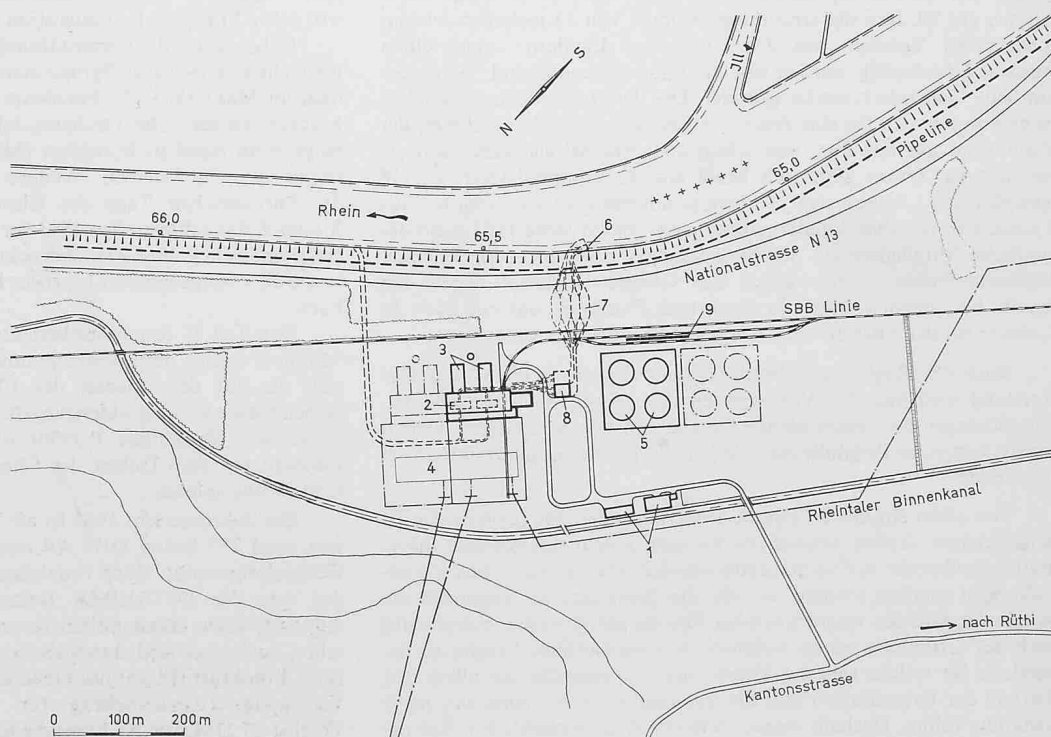 S
N
Jll
65,0
Pipeline
Rhein
66,0
65,5
6
Nationalstrasse N 13
7
9
SBB Linie
3
2
8
5
4
Rheintaler Binnenkanal
1
nach Rüthi
Kantonsstrasse
0 100m 200m